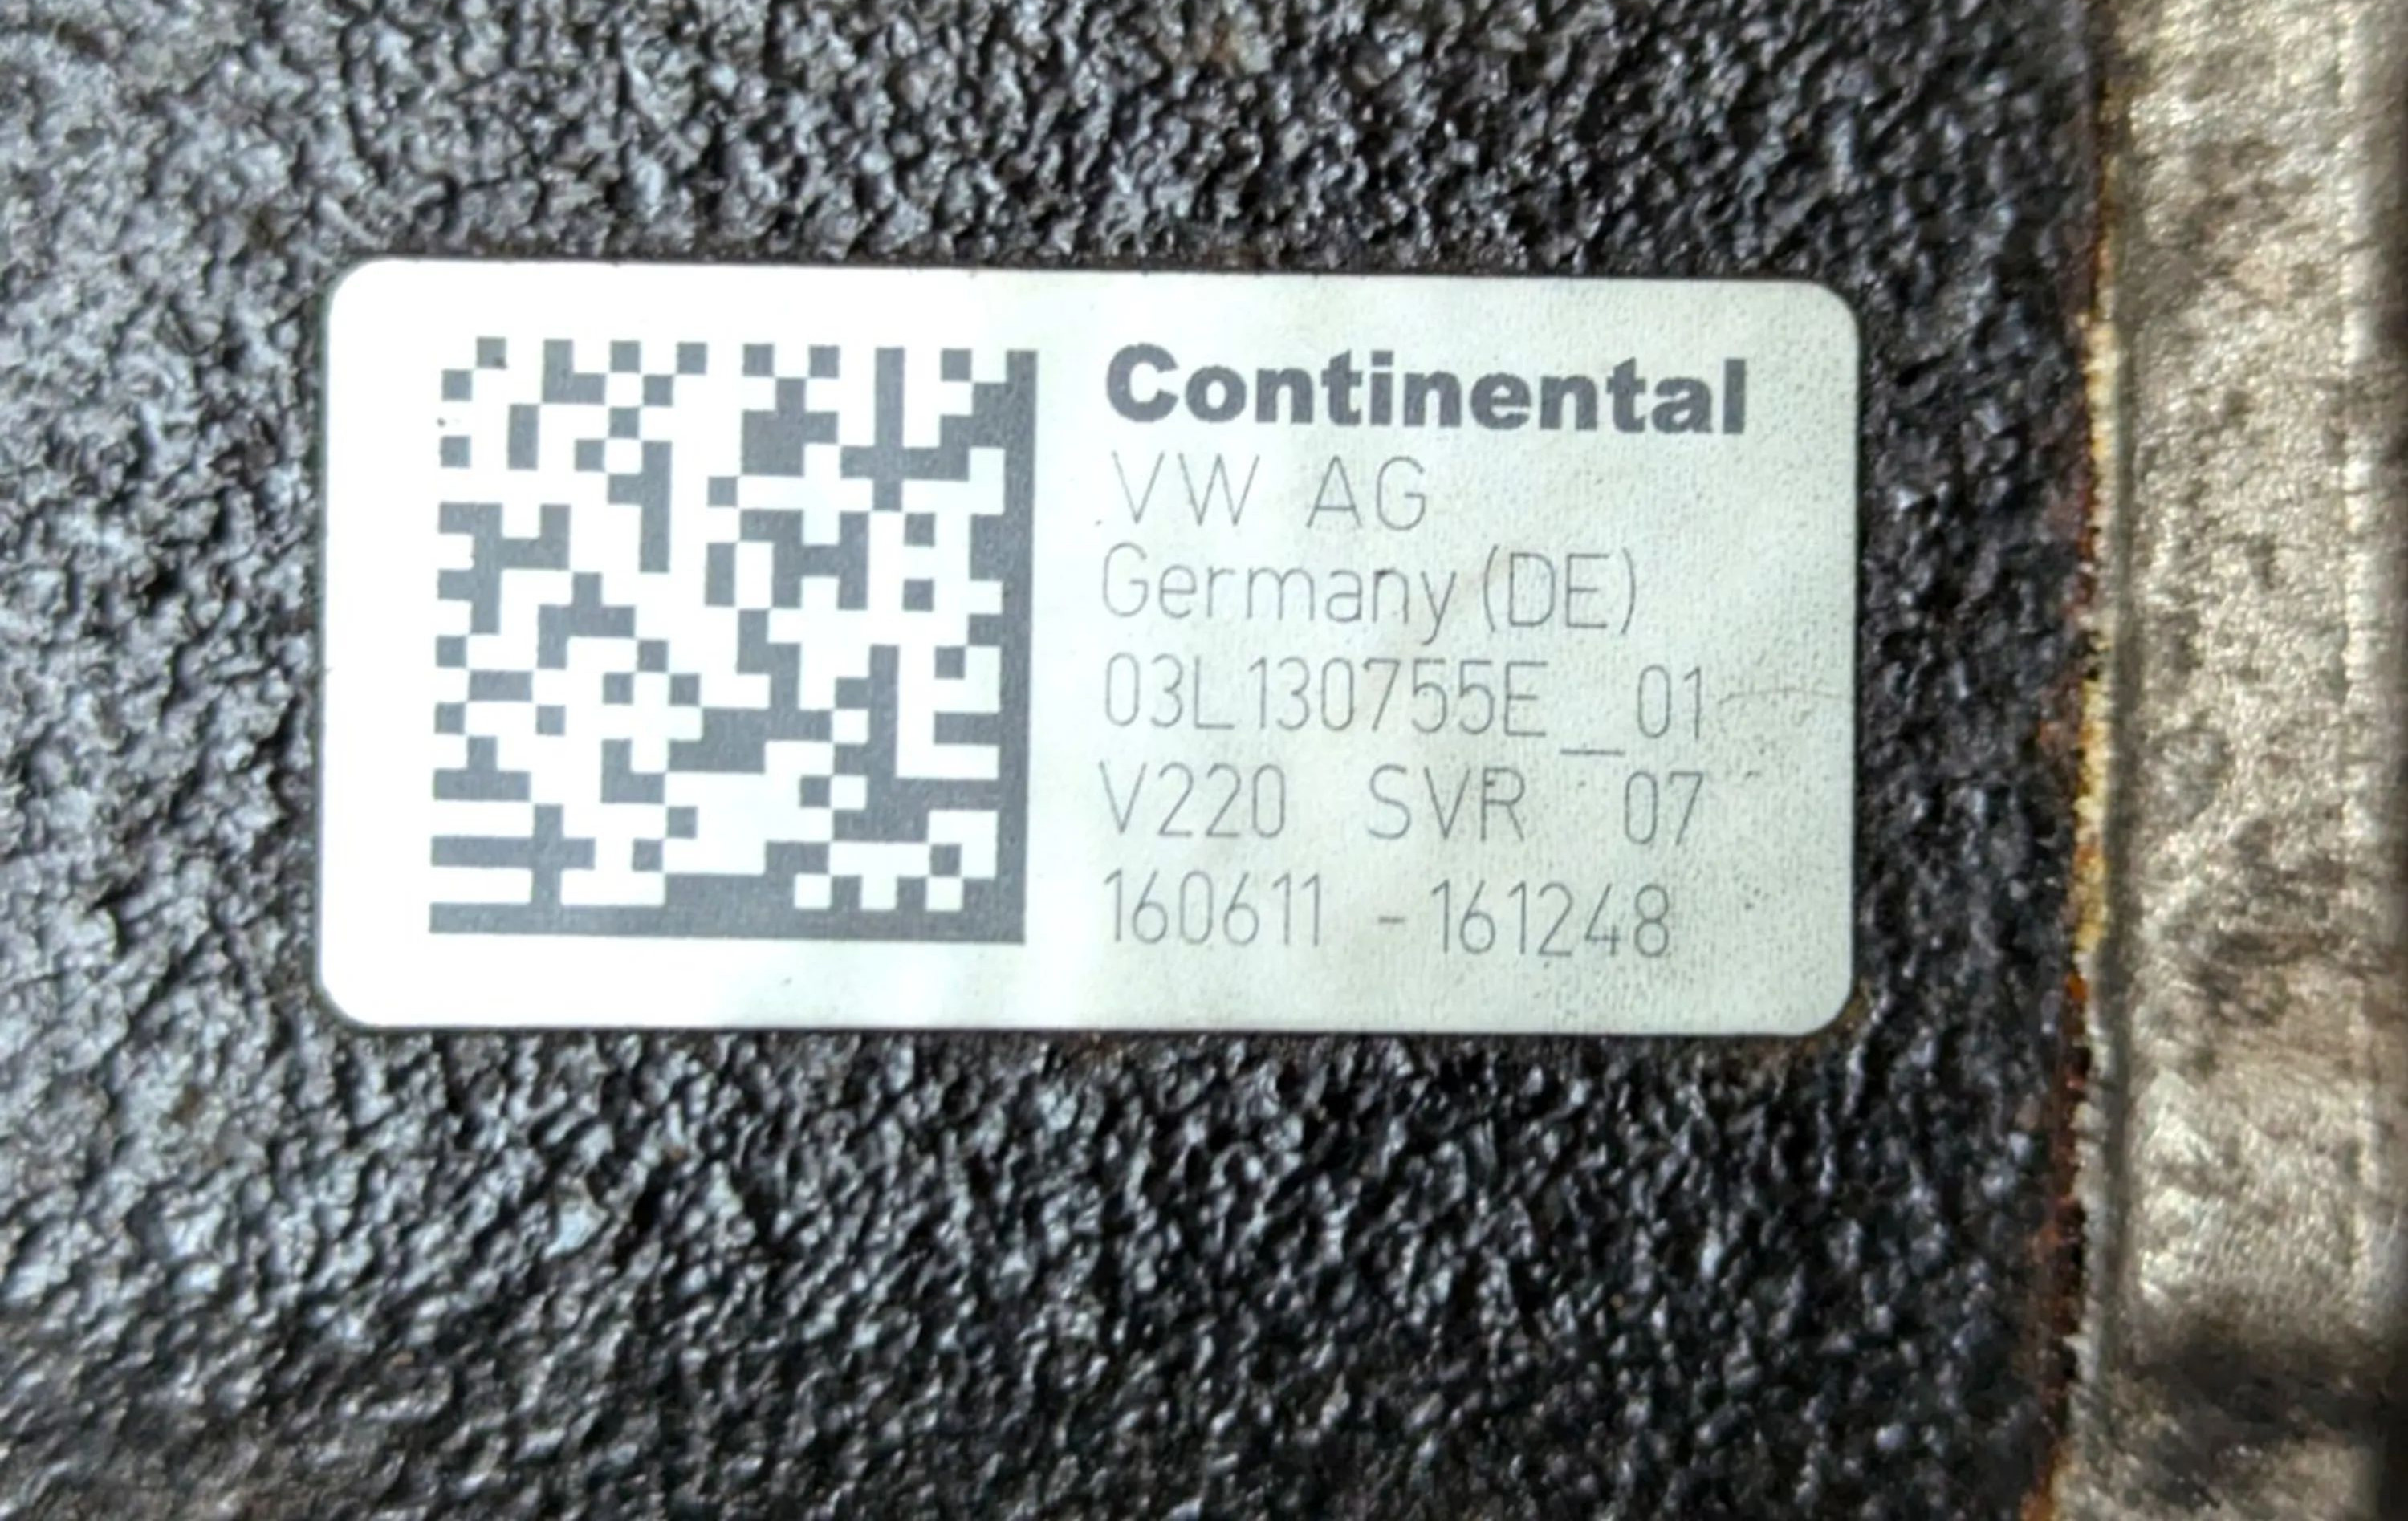 Continental
VW AG
Germany (DE)
03L130755E_01
V220 SVR 07
160611 -161248